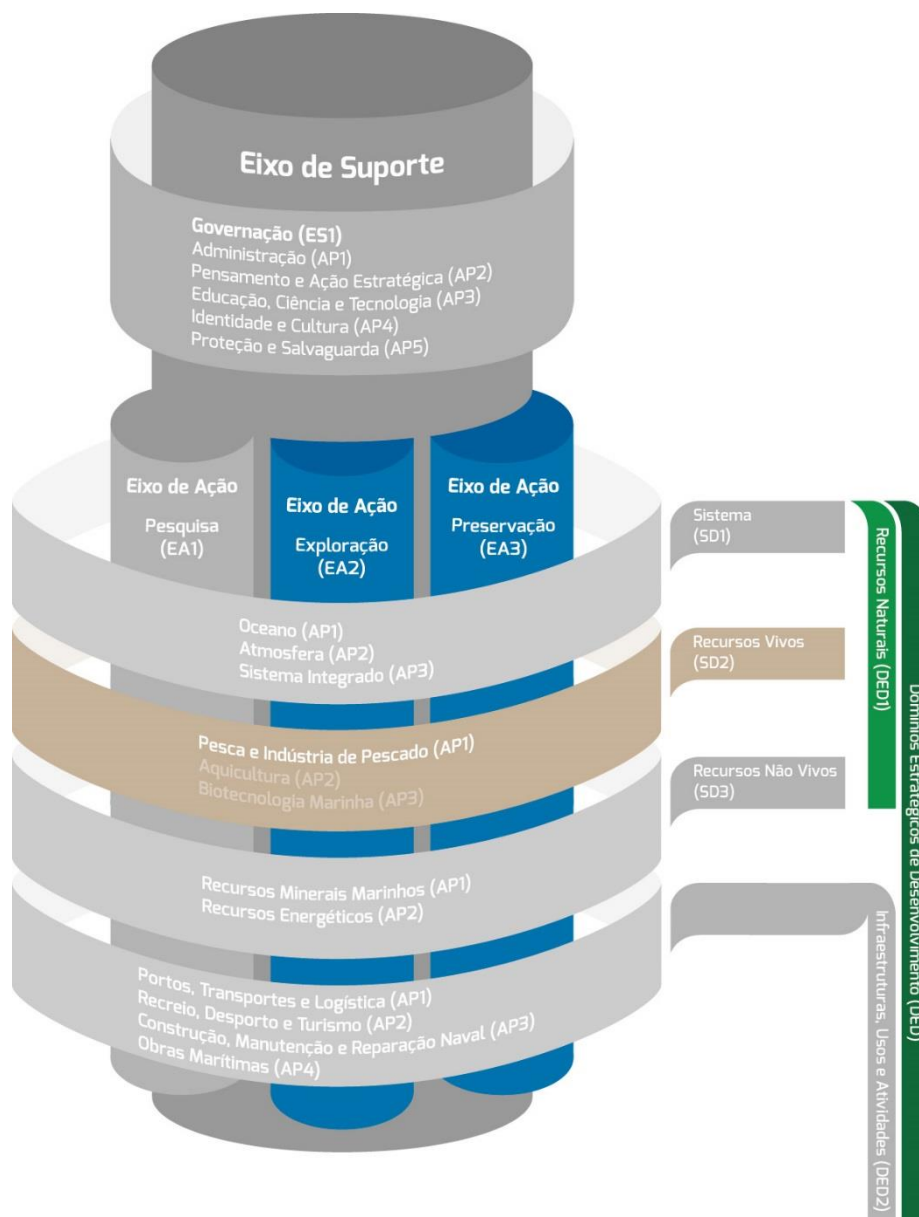 Eixo de Suporte
Governação (ES1)
Administração (AP1)
Pensamento e Ação Estratégica (AP2)
Educação, Ciência e Tecnologia (AP3)
Identidade e Cultura (AP4)
Proteção e Salvaguarda (AP5)
Eixo de Ação
Pesquisa
(EA1)
Eixo de Ação
Exploração
(EA2)
Eixo de Ação
Preservação
(EA3)
Oceano (AP1)
Atmosfera (AP2)
Sistema Integrado (AP3)
Pesca e Indústria de Pescado (AP1)
Aquicultura (AP2)
Biotecnologia Marinha (AP3)
Recursos Minerais Marinhos (AP1)
Recursos Energéticos (AP2)
Portos, Transportes e Logística (AP1)
Recreio, Desporto e Turismo (AP2)
Construção, Manutenção e Reparação Naval (AP3)
Obras Marítimas (AP4)
Sistema
(SD1)
Recursos Vivos
(SD2)
Recursos Não Vivos
(SD3)
Recursos Naturais (DED1)
Infraestruturas, Usos e Atividades (DED2)
Domínios Estratégicos de Desenvolvimento (DED)